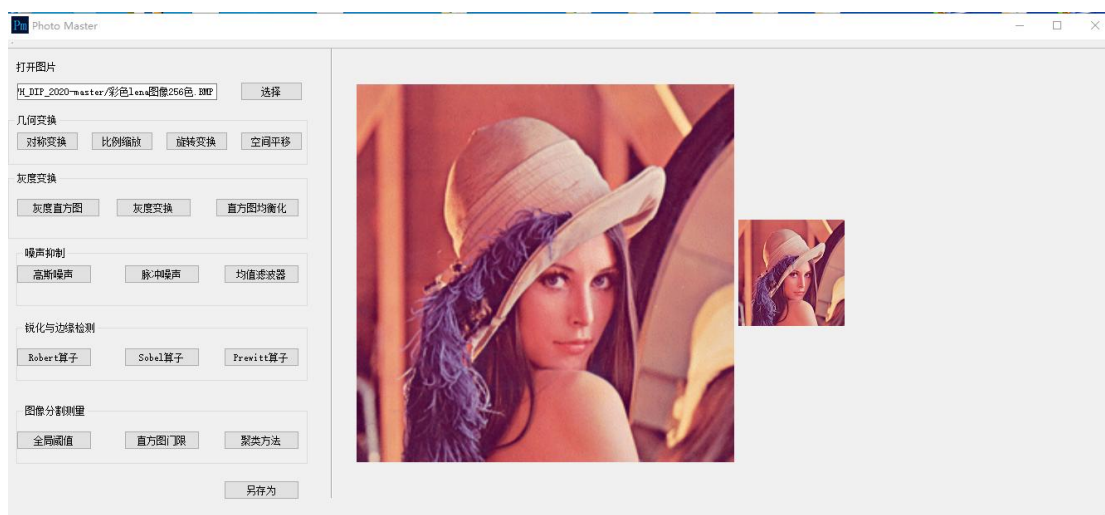 Pm Photo Master
打开图片
YH_DIP_2020-master/彩色lena图像256色.BMP 选择
几何变换
对称变换 比例缩放 旋转变换 空间平移
灰度变换
灰度直方图 灰度变换 直方图均衡化
噪声抑制
高斯噪声 脉冲噪声 均值滤波器
锐化与边缘检测
Robert算子 Sobel算子 Prewitt算子
图像分割测量
全局阈值 直方图门限 聚类方法
另存为